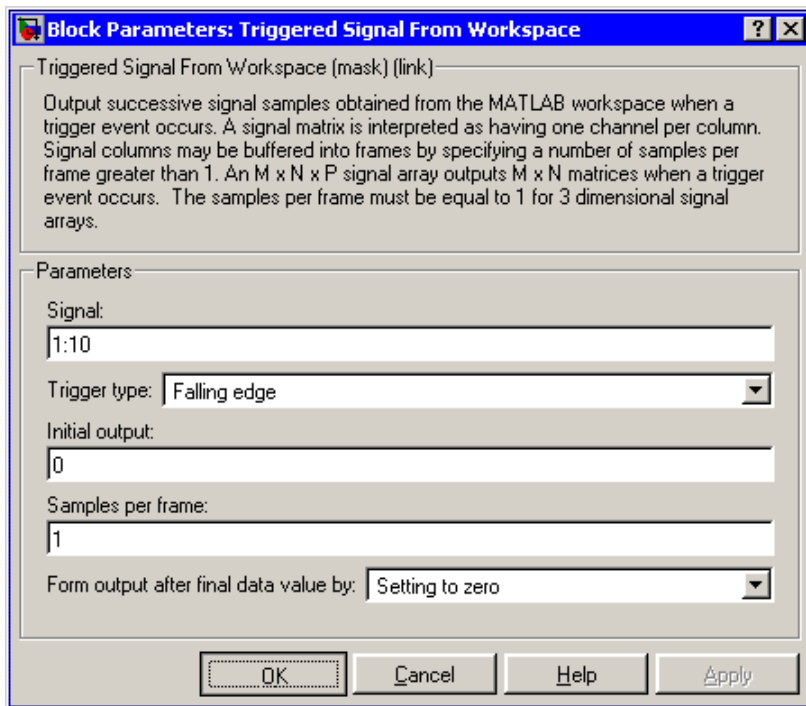 Block Parameters: Triggered Signal From Workspace
Triggered Signal From Workspace (mask) (link)
Output successive signal samples obtained from the MATLAB workspace when a
trigger event occurs. A signal matrix is interpreted as having one channel per column.
Signal columns may be buffered into frames by specifying a number of samples per
frame greater than 1. An M x N x P signal array outputs M x N matrices when a trigger
event occurs.  The samples per frame must be equal to 1 for 3 dimensional signal
arrays.
Parameters
Signal:
1:10
Trigger type: Falling edge
Initial output:
0
Samples per frame:
1
Form output after final data value by: Setting to zero
OK Cancel Help Apply